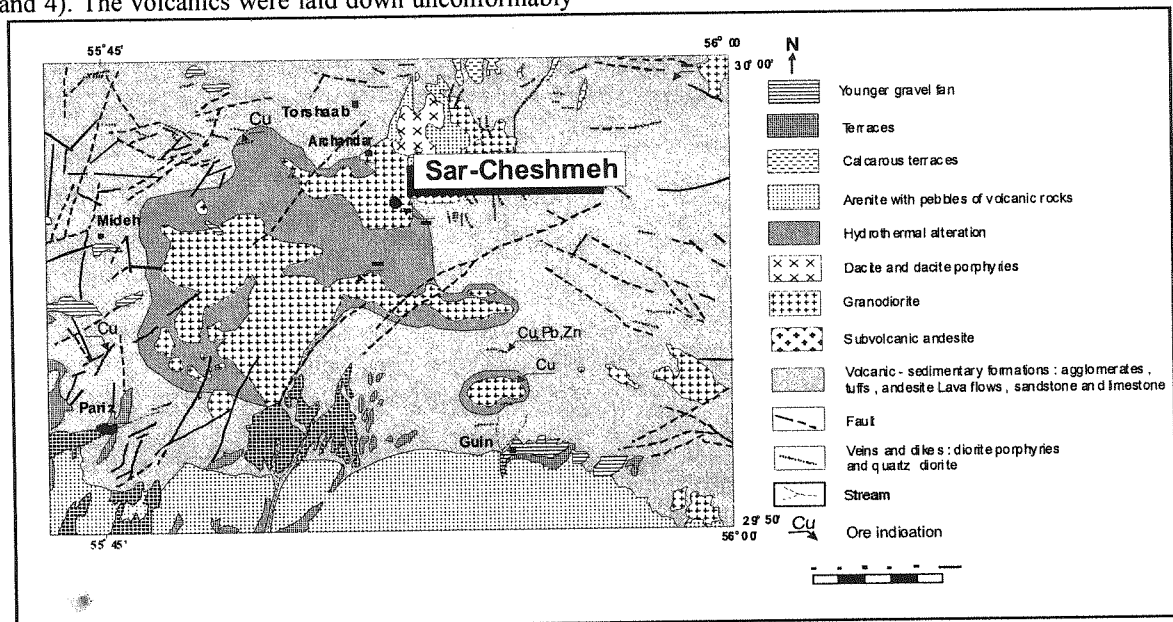 and 4). The volcanics were laid down unconformably
55° 45'
56° 00
30° 00'
N
Cu
Torshaab
Archandar
Sar-Cheshmeh
Mideh
Cu
Cu,Pb,Zn
Cu
Pariz
Guin
55° 45'
56° 00
29° 50'
Younger gravel fan
Terraces
Calcarous terraces
Arenite with pebbles of volcanic rocks
Hydrothermal alteration
Dacite and dacite porphyries
Granodiorite
Subvolcanic andesite
Volcanic - sedimentary formations : agglomerates ,
tuffs , andesite Lava flows , sandstone and limestone
Fault
Veins and dikes : diorite porphyries
and quartz diorite
Stream
Cu
Ore indication